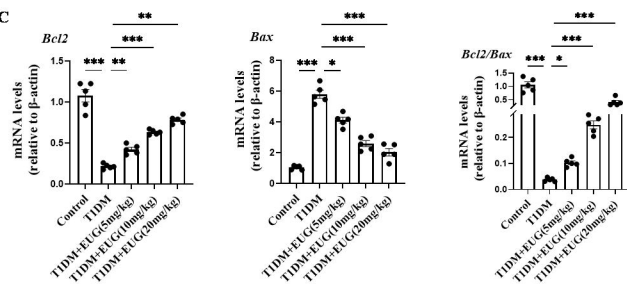 C
Bcl2
**
***
*** **
mRNA levels
(relative to β-actin)
1.5
1.0
0.5
0.0
Control
T1DM
T1DM+EUG(5mg/kg)
T1DM+EUG(10mg/kg)
T1DM+EUG(20mg/kg)
Bax
***
***
*** *
mRNA levels
(relative to β-actin)
8
6
4
2
0
Control
T1DM
T1DM+EUG(5mg/kg)
T1DM+EUG(10mg/kg)
T1DM+EUG(20mg/kg)
Bcl2/Bax
***
***
*** *
mRNA levels
(relative to β-actin)
1.5
1.0
0.5
0.2
0.1
0.0
Control
T1DM
T1DM+EUG(5mg/kg)
T1DM+EUG(10mg/kg)
T1DM+EUG(20mg/kg)